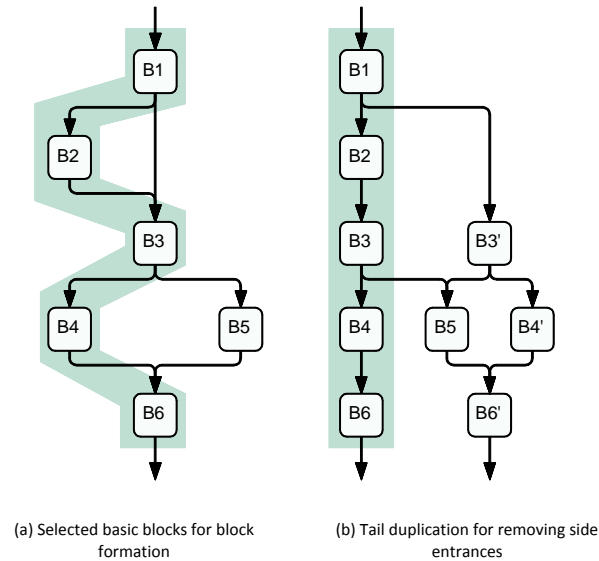 B1
B2
B3
B4
B5
B6
(a) Selected basic blocks for block
formation
B1
B2
B3
B3'
B4
B5
B4'
B6
B6'
(b) Tail duplication for removing side
entrances